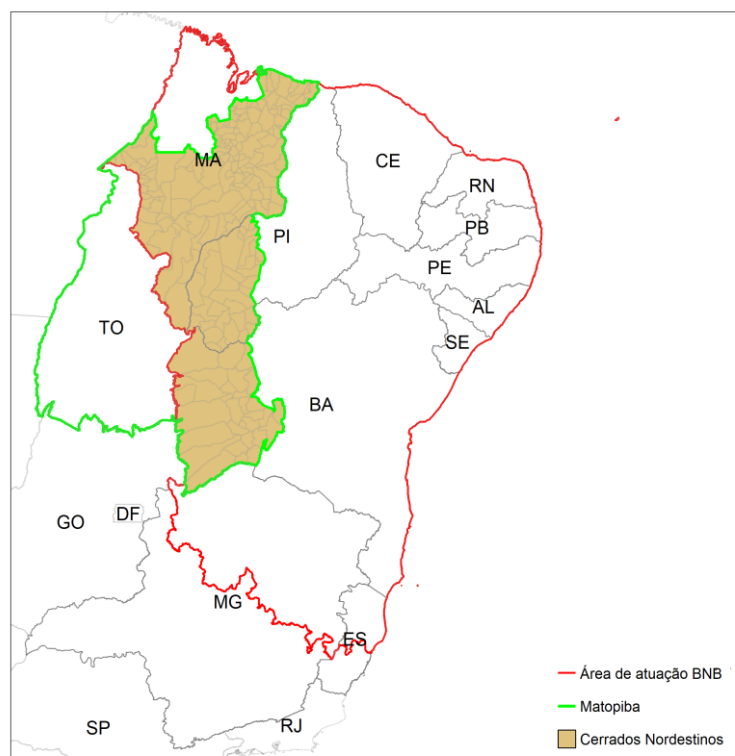 MA
CE
RN
PI
PB
PE
AL
TO
SE
BA
GO
DF
MG
ES
SP
RJ
Área de atuação BNB
Matopiba
Cerrados Nordestinos